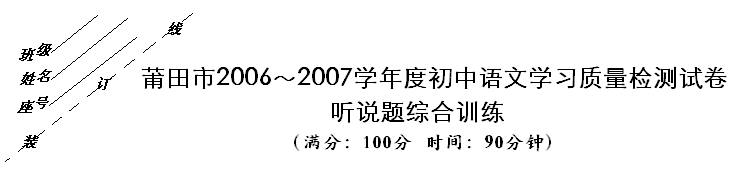 班级
姓名
座号
装 订 线
莆田市2006～2007学年度初中语文学习质量检测试卷
听说题综合训练
(满分：100分 时间：90分钟)